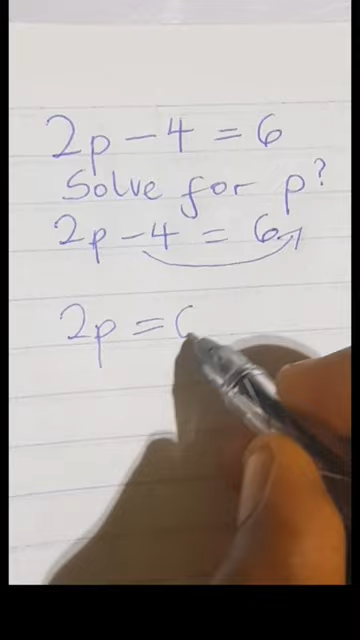 2p - 4 = 6
Solve for p?
2p - 4 = 6
2p =